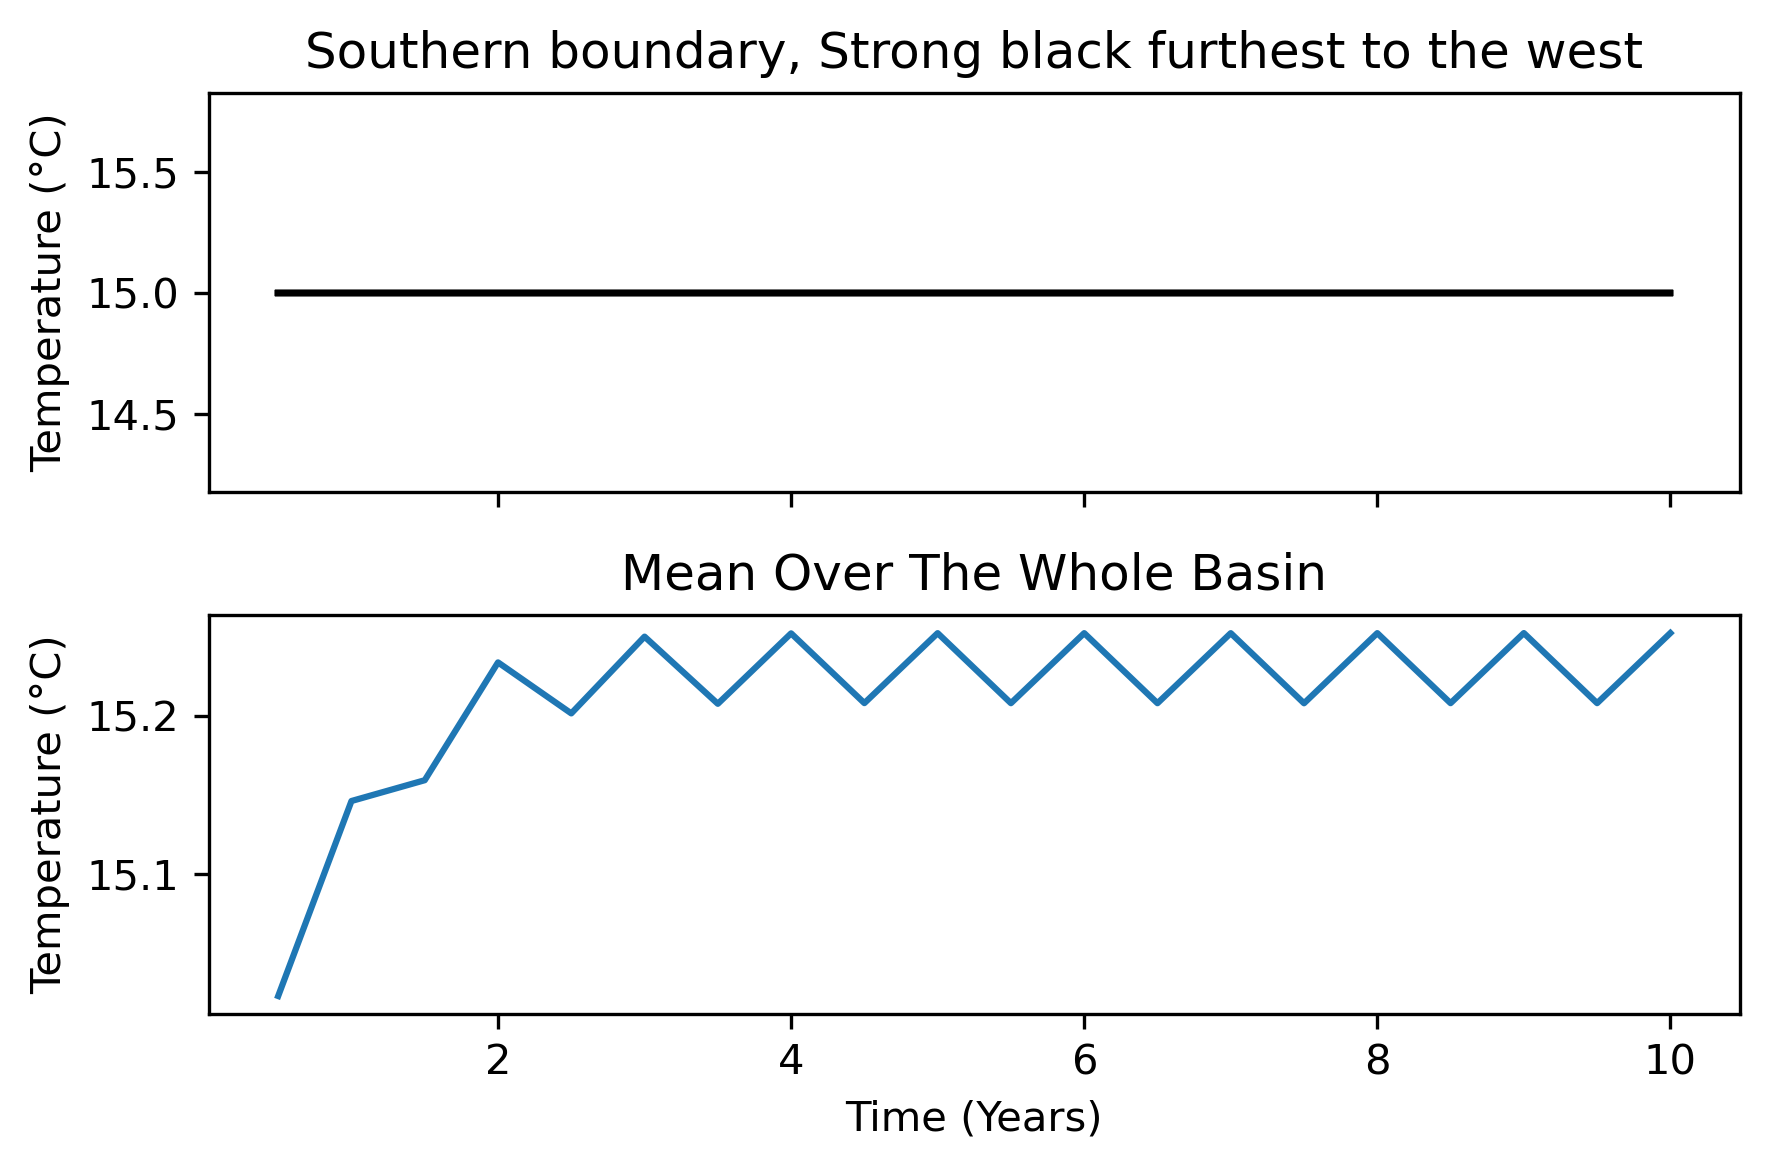 Southern boundary, Strong black furthest to the west
Temperature (°C)
15.5
15.0
14.5
Mean Over The Whole Basin
Temperature (°C)
15.2
15.1
2 4 6 8 10
Time (Years)